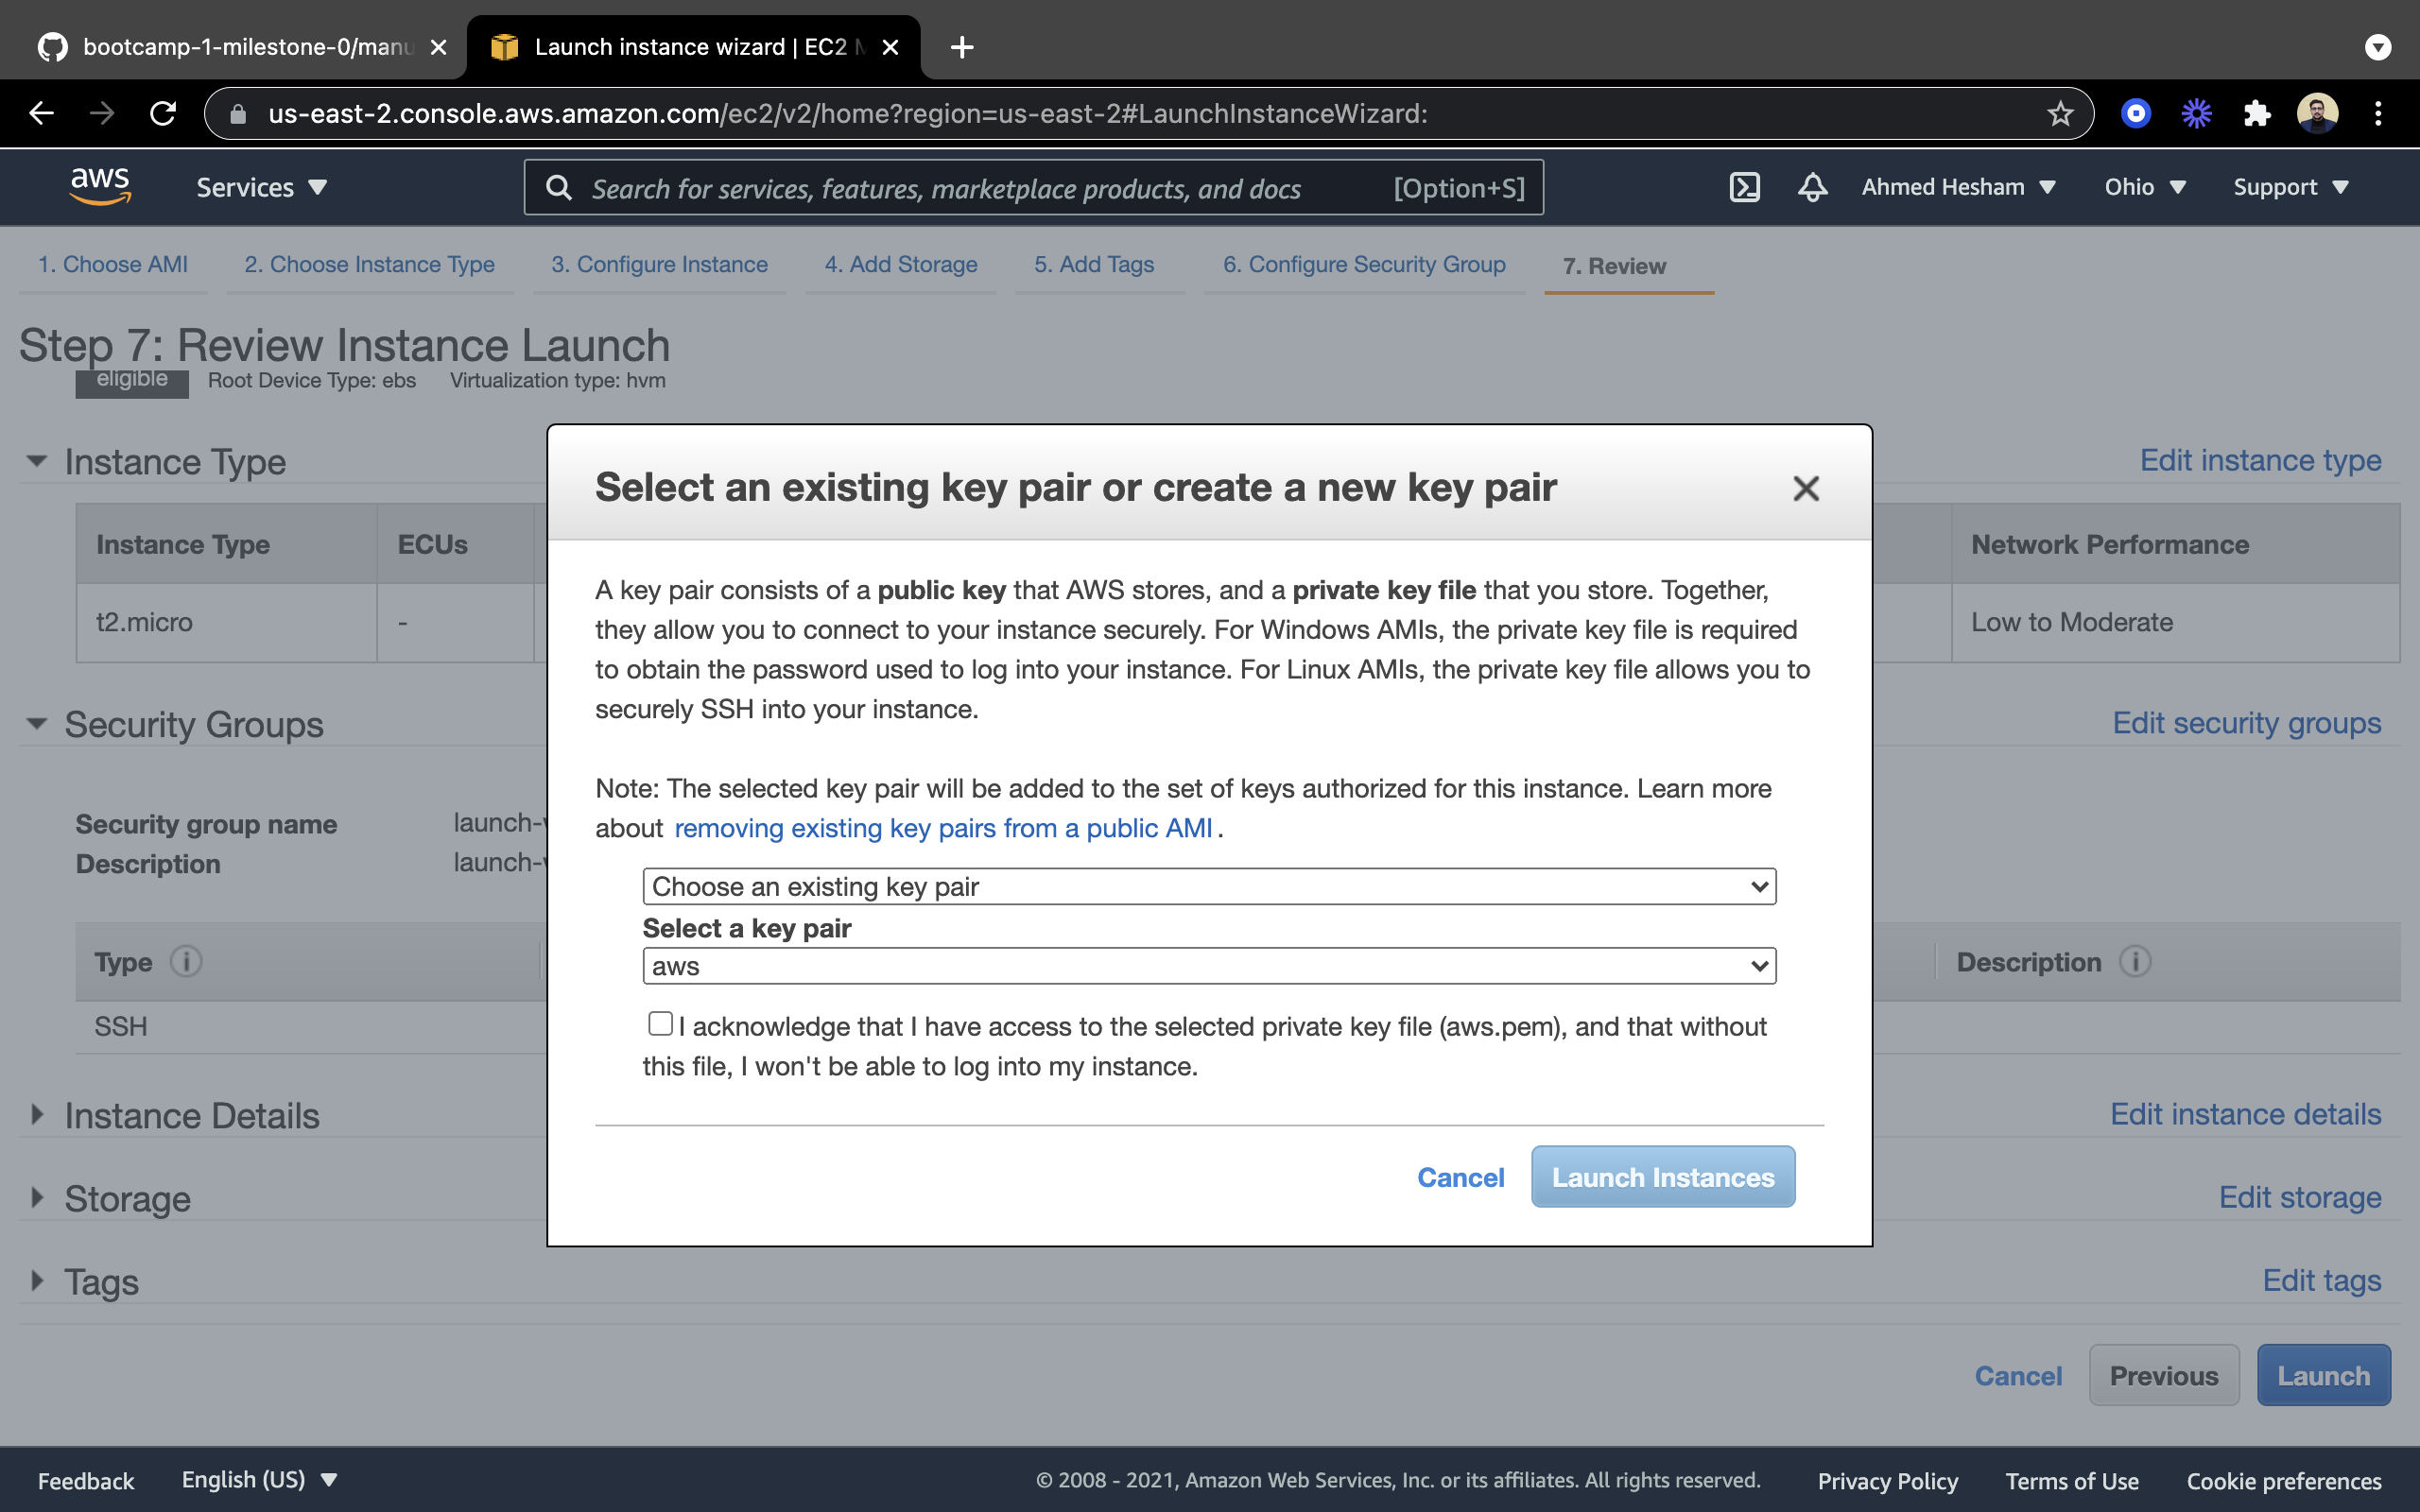 bootcamp-1-milestone-0/manu
Launch instance wizard | EC2 M
us-east-2.console.aws.amazon.com/ec2/v2/home?region=us-east-2#LaunchInstanceWizard:
aws
Services
Search for services, features, marketplace products, and docs
[Option+S]
Ahmed Hesham
Ohio
Support
1. Choose AMI
2. Choose Instance Type
3. Configure Instance
4. Add Storage
5. Add Tags
6. Configure Security Group
7. Review
Step 7: Review Instance Launch
eligible
Root Device Type: ebs
Virtualization type: hvm
Instance Type
Edit instance type
Instance Type
ECUs
Network Performance
t2.micro
-
Low to Moderate
Security Groups
Edit security groups
Security group name
launch-
Description
launch-
Type
Description
SSH
Instance Details
Edit instance details
Storage
Edit storage
Tags
Edit tags
Select an existing key pair or create a new key pair
A key pair consists of a public key that AWS stores, and a private key file that you store. Together,
they allow you to connect to your instance securely. For Windows AMIs, the private key file is required
to obtain the password used to log into your instance. For Linux AMIs, the private key file allows you to
securely SSH into your instance.
Note: The selected key pair will be added to the set of keys authorized for this instance. Learn more
about removing existing key pairs from a public AMI .
Choose an existing key pair
Select a key pair
aws
I acknowledge that I have access to the selected private key file (aws.pem), and that without
this file, I won't be able to log into my instance.
Cancel
Launch Instances
Cancel
Previous
Launch
Feedback
English (US)
© 2008 - 2021, Amazon Web Services, Inc. or its affiliates. All rights reserved.
Privacy Policy
Terms of Use
Cookie preferences